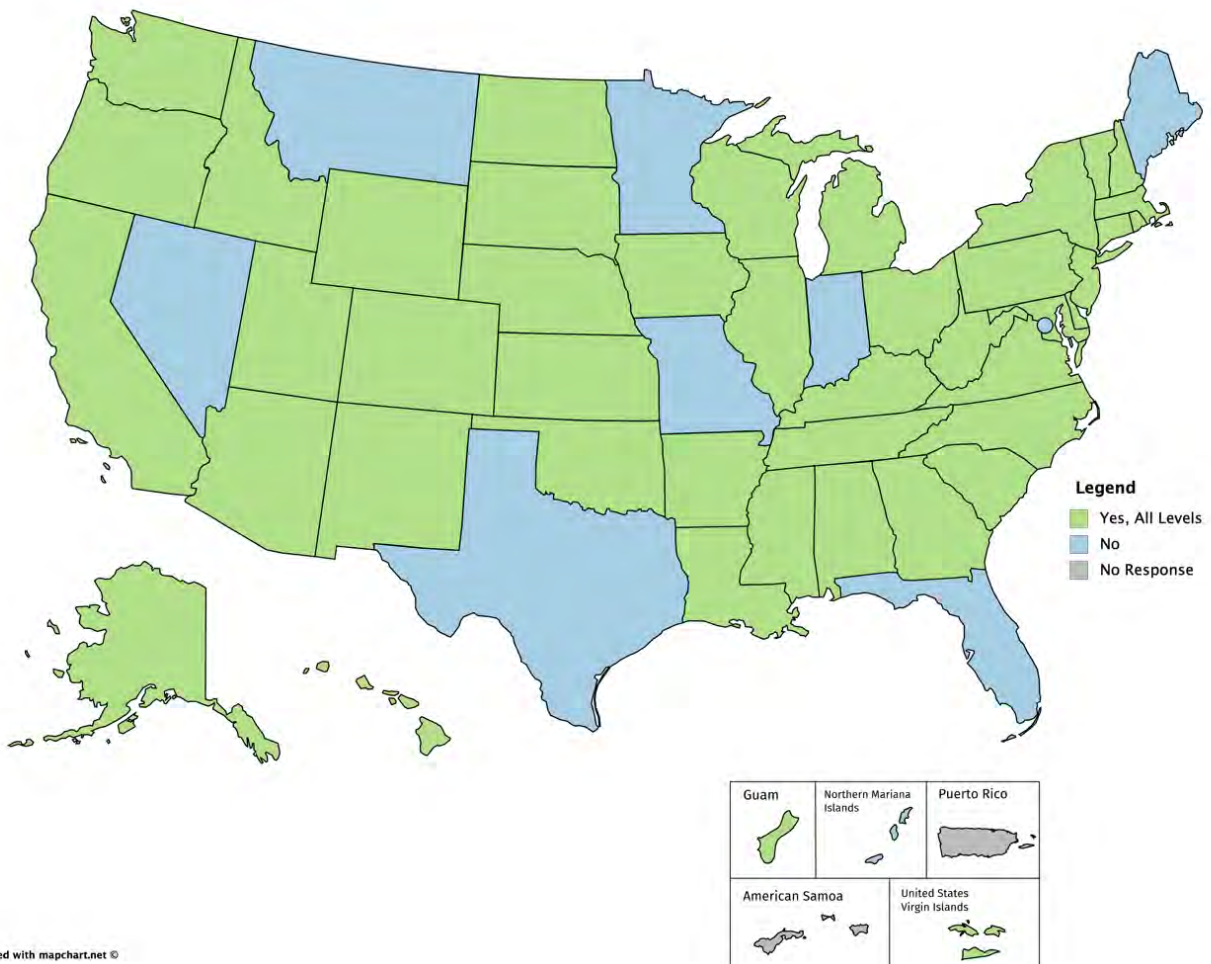 Legend
Yes, All Levels
No
No Response
Guam
Northern Mariana
Islands
Puerto Rico
American Samoa
United States
Virgin Islands
ed with mapchart.net ©